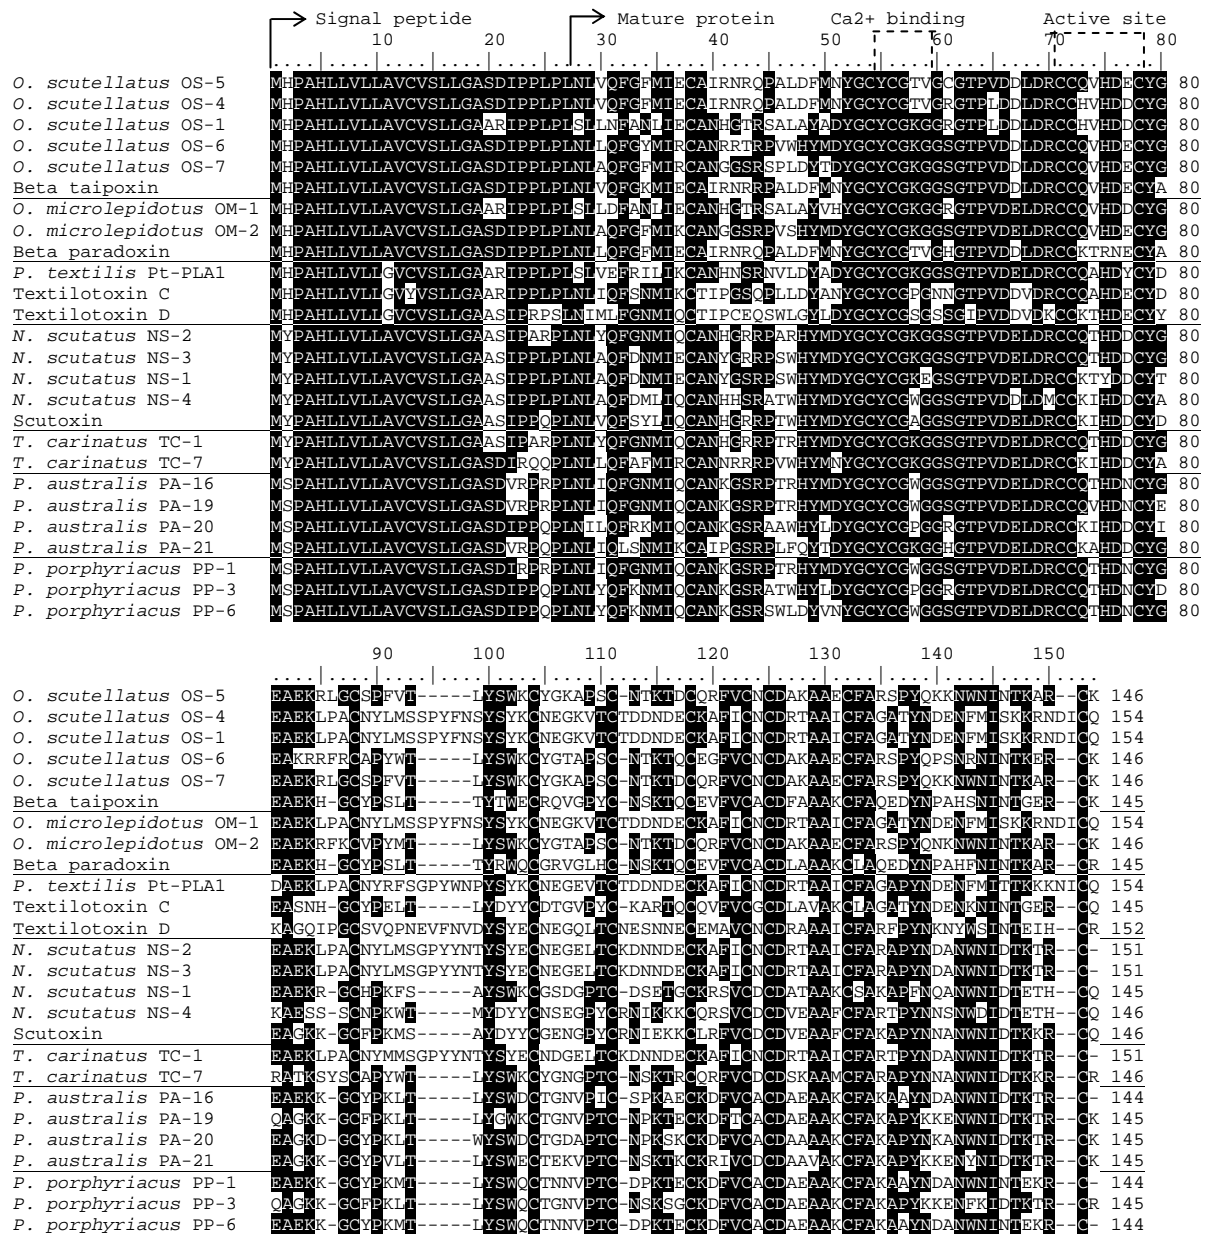 Signal peptide Mature protein Ca2+ binding Active site
10 20 30 40 50 60 70 80
O. scutellatus OS-5 MHPAHLLVLLAVCVSLLGASDIPPLPLNLVQFGFMIECAIRNRQPALDFMNYGCYCGTVGCGTPVDDLDRCCQVHDECYG 80
O. scutellatus OS-4 MHPAHLLVLLAVCVSLLGASDIPPLPLNLVQFGFMIECAIRNRQPALDFMNYGCYCGTVGRGTPLDDLDRCCHVHDECYG 80
O. scutellatus OS-1 MHPAHLLVLLAVCVSLLGAARIPPLPLSLLNFANLIECANHGTRSALAYADYGCYCGKGGRGTPLDDLDRCCHVHDDCYG 80
O. scutellatus OS-6 MHPAHLLVLLAVCVSLLGASDIPPLPLNLLQFGYMIRCANRRTRPVWHYMDYGCYCGKGGSGTPVDDLDRCCQVHDECYG 80
O. scutellatus OS-7 MHPAHLLVLLAVCVSLLGASDIPPLPLNLAQFGFMIRCANGGSRSPLDYTDYGCYCGKGGSGTPVDDLDRCCQVHDECYG 80
Beta taipoxin MHPAHLLVLLAVCVSLLGASDIPPLPLNLVQFGKMIECAIRNRRPALDFMNYGCYCGKGGSGTPVDDLDRCCQVHDECYA 80
O. microlepidotus OM-1 MHPAHLLVLLAVCVSLLGAARIPPLPLSLLDFANLIECANHGTRSALAYVHYGCYCGKGGRGTPVDDLDRCCQVHDDCYG 80
O. microlepidotus OM-2 MHPAHLLVLLAVCVSLLGASDIPPLPLNLAQFGFMIKCANGGSRPVSHYMDYGCYCGKGGSGTPVDDLDRCCQVHDECYG 80
Beta paradoxin MHPAHLLVLLAVCVSLLGASDIPPLPLNLLQFGFMIECAIRNRQPALDFMNYGCYCGTVGHGTPVDDLDRCCKTRNECYA 80
P. textilis Pt-PLA1 MHPAHLLVLLGVCVSLLGAARIPPLPLSLVEFRILIKCANHNSRNVLDYADYGCYCGKGGSGTPVDELDRCCQAHDYCYD 80
Textilotoxin C MHPAHLLVLLGVYVSLLGAARIPPLPLNLIQFSNMIKCTIPGSQPLLDYANYGCYCGPGNNGTPVDDVDRCCQAHDECYD 80
Textilotoxin D MHPAHLLVLLGVCVSLLGAASIPRPSLNIMLFGNMIQCTIPCEQSWLGYLDYGCYCGSGSSGIPVDDVDKCCKTHDECYY 80
N. scutatus NS-2 MYPAHLLVLLAVCVSLLGAASIPARPLNLYQFGNMIQCANHGRRPARHYMDYGCYCGKGGSGTPVDELDRCCQTHDDCYG 80
N. scutatus NS-3 MYPAHLLVLLAVCVSLLGAASIPPLPLNLAQFDNMIECANYGRRPSWHYMDYGCYCGKGGSGTPVDELDRCCQTHDDCYG 80
N. scutatus NS-1 MYPAHLLVLLAVCVSLLGAASIPPLPLNLAQFDNMIECANYGSRPSWHYMDYGCYCGKEGSGTPVDELDRCCKTYDDCYT 80
N. scutatus NS-4 MYPAHLLVLLAVCVSLLGAASIPPLPLNLVQFDMLIQCANHHSRATWHYMDYGCYCGWGGSGTPVDDLDMCCKIHDDCYA 80
Scutoxin MYPAHLLVLLAVCVSLLGASDIPPQPLNLVQFSYLIQCANHGRRPTWHYMDYGCYCGAGGSGTPVDELDRCCKIHDDCYD 80
T. carinatus TC-1 MYPAHLLVLLAVCVSLLGAASIPARPLNLYQFGNMIQCANHGRRPTRHYMDYGCYCGKGGSGTPVDELDRCCQTHDDCYG 80
T. carinatus TC-7 MYPAHLLVLLAVCVSLLGASDIRQQPLNLLQFAFMIRCANNRRRPVWHYMNYGCYCGKGGSGTPVDELDRCCKIHDDCYA 80
P. australis PA-16 MSPAHLLVLLAVCVSLLGASDVRPRPLNLIQFGNMIQCANKGSRPTRHYMDYGCYCGWGGSGTPVDELDRCCQTHDNCYG 80
P. australis PA-19 MSPAHLLVLLAVCVSLLGASDVRPRPLNLIQFGNMIQCANKGSRPTRHYMDYGCYCGWGGSGTPVDELDRCCQTHDNCYE 80
P. australis PA-20 MSPAHLLVLLAVCVSLLGASDIPPQPLNILQFRKMIQCANKGSRAAWHYLDYGCYCGPGGRGTPVDELDRCCKIHDDCYI 80
P. australis PA-21 MSPAHLLVLLAVCVSLLGASDVRPQPLNLIQLSNMIKCAIPGSRPLFQYTDYGCYCGKGGHGTPVDELDRCCKAHDDCYG 80
P. porphyriacus PP-1 MSPAHLLVLLAVCVSLLGASDIRPRPLNLIQFGNMIQCANKGSRPTRHYMDYGCYCGWGGSGTPVDELDRCCQTHDNCYG 80
P. porphyriacus PP-3 MSPAHLLVLLAVCVSLLGASDIPPQPLNLYQFKNMIQCANKGSRATWHYLDYGCYCGPGGRGTPVDELDRCCQTHDNCYD 80
P. porphyriacus PP-6 MSPAHLLVLLAVCVSLLGASDIPPQPLNLYQFKNMIQCANKGSRSWLDYVNYGCYCGWGGSGTPVDELDRCCQTHDNCYG 80
90 100 110 120 130 140 150
O. scutellatus OS-5 EAEKRLGCSPFVT-----LYSWKCYGKAPSC-NTKTDCQRFVCNCDAKAAECFARSPYQKKNWNINTKAR--CK 146
O. scutellatus OS-4 EAEKLPACNYLMSSPYFNSYSYKCNEGKVTCTDDNDECKAFICNCDRTAAICFAGATYNDENFMISKKRNDICQ 154
O. scutellatus OS-1 EAEKLPACNYLMSSPYFNSYSYKCNEGKVTCTDDNDECKAFICNCDRTAAICFAGATYNDENFMISKKRNDICQ 154
O. scutellatus OS-6 EAKRRFRCAPYWT-----LYSWKCYGTAPSC-NTKTQCEGFVCNCDAKAAECFARSPYQPSNRNINTKER--CK 146
O. scutellatus OS-7 EAEKRLGCSPFVT-----LYSWKCYGKAPSC-NTKTDCQRFVCNCDAKAAECFARSPYQKKNWNINTKAR--CK 146
Beta taipoxin EAEKH-GCYPSLT-----TYTWECRQVGPYC-NSKTQCEVFVCACDFAAAKCFAQEDYNPAHSNINTGER--CK 145
O. microlepidotus OM-1 EAEKLPACNYLMSSPYFNSYSYKCNEGKVTCTDDNDECKAFICNCDRTAAICFAGATYNDENFMISKKRNDICQ 154
O. microlepidotus OM-2 EAEKRFKCVPYMT-----LYSWKCYGTAPSC-NTKTDCQRFVCNCDAKAAECFARSPYQNKNWNINTKAR--CK 146
Beta paradoxin EAEKH-GCYPSLT-----TYRWQCGRVGLHC-NSKTQCEVFVCACDLAAAKCLAQEDYNPAHFNINTKAR--CR 145
P. textilis Pt-PLA1 DAEKLPACNYRFSGPYWNPYSYKCNEGEVTCTDDNDECKAFICNCDRTAAICFAGAPYNDENFMITTKKKNICQ 154
Textilotoxin C EASNH-GCYPELT-----LYDYYCDTGVPYC-KARTQCQVFVCGCDLAVAKCLAGATYNDENKNINTGER--CQ 145
Textilotoxin D KAGQIPGCSVQPNEVFNVDYSYECNEGQLTCNESNNECEMAVCNCDRAAAICFARFPYNKNYWSINTEIH--CR 152
N. scutatus NS-2 EAEKLPACNYLMSGPYYNTYSYECNEGELTCKDNNDECKAFICNCDRTAAICFARAPYNDANWNIDTKTR--C- 151
N. scutatus NS-3 EAEKLPACNYLMSGPYYNTYSYECNEGELTCKDNNDECKAFICNCDRTAAICFARAPYNDANWNIDTKTR--C- 151
N. scutatus NS-1 EAEKR-GCHPKFS-----AYSWKCGSDGPTC-DSETGCKRSVCDCDATAAKCSAKAPFNQANWNIDTETH--CQ 145
N. scutatus NS-4 KAESS-SCNPKWT-----MYDYYCNSEGPYCRNIKKKCQRSVCDCDVEAAFCFARTPYNNSNWDIDTETH--CQ 146
Scutoxin EAGKK-GCFPKMS-----AYDYYCGENGPYCRNIEKKCLRFVCDCDVEAAFCFAKAPYNNANWNIDTKKR--CQ 146
T. carinatus TC-1 EAEKLPACNYMMSGPYYNTYSYECNDGELTCKDNNDECKAFICNCDRTAAICFARTPYNDANWNIDTKTR--C- 151
T. carinatus TC-7 RATKSYSCAPYWT-----LYSWKCYGNGPTC-NSKTRCQRFVCDCDSKAAMCFARAPYNNANWNIDTKKR--CR 146
P. australis PA-16 EAEKK-GCYPKLT-----LYSWDCTGNVPIC-SPKAECKDFVCACDAEAAKCFAKAAYNDANWNIDTKTR--C- 144
P. australis PA-19 QAGKK-GCFPKLT-----LYGWKCTGNVPTC-NPKTECKDFTCACDAEAAKCFAKAPYKKENWNIDTKTR--CK 145
P. australis PA-20 EAGKD-GCYPKLT-----WYSWDCTGDAPTC-NPKSKCKDFVCACDAAAAKCFAKAPYNKANWNIDTKTR--CK 145
P. australis PA-21 EAGKK-GCYPVLT-----LYSWECTEKVPTC-NSKTKCKRIVCDCDAAVAKCFAKAPYKKENYNIDTKTR--CK 145
P. porphyriacus PP-1 EAEKK-GCYPKMT-----LYSWQCTNNVPTC-DPKTECKDFVCACDAEAAKCFAKAAYNDANWNINTEKR--C- 144
P. porphyriacus PP-3 QAGKK-GCFPKLT-----LYSWQCTGNVPTC-NSKSGCKDFVCACDAEAAKCFAKAPYKKENFKIDTKTR--CR 145
P. porphyriacus PP-6 EAELK-GCYPKMT-----LYSWQCTNNVPTC-DPKTECKDFVCACDAEAAKCFAKAAYNDANWNINTEKR--C- 144